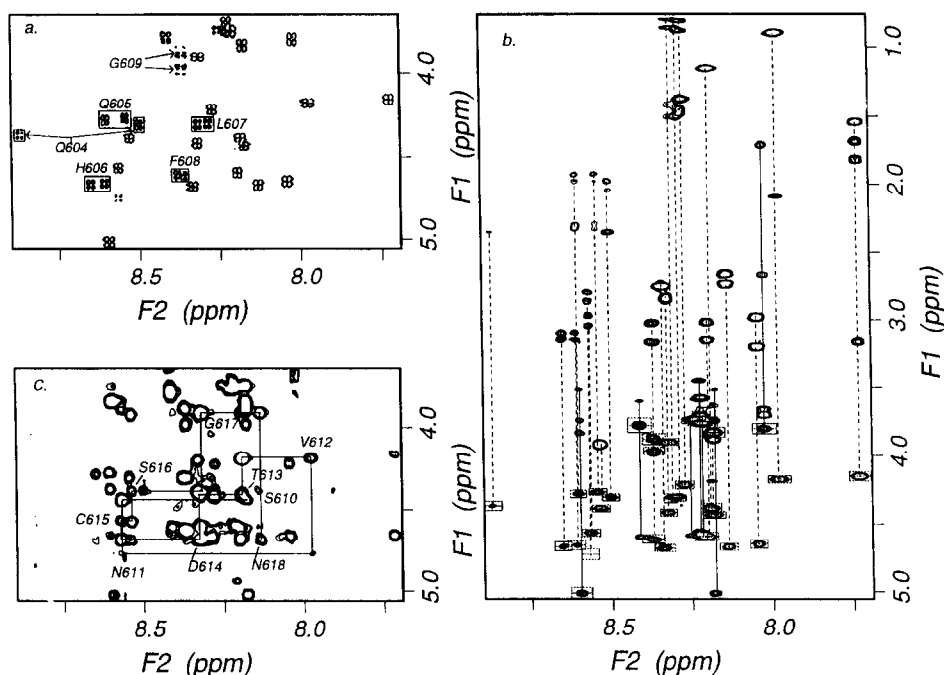 a.
G609
Q605
L607
Q604
H606
F608
4.0
5.0
8.5
8.0
F2 (ppm)
b.
1.0
2.0
3.0
4.0
5.0
F1 (ppm)
F1 (ppm)
F1 (ppm)
8.5
8.0
F2 (ppm)
C.
G617
V612
S616
T613
S610
C615
N611
D614
N618
4.0
5.0
8.5
8.0
F2 (ppm)